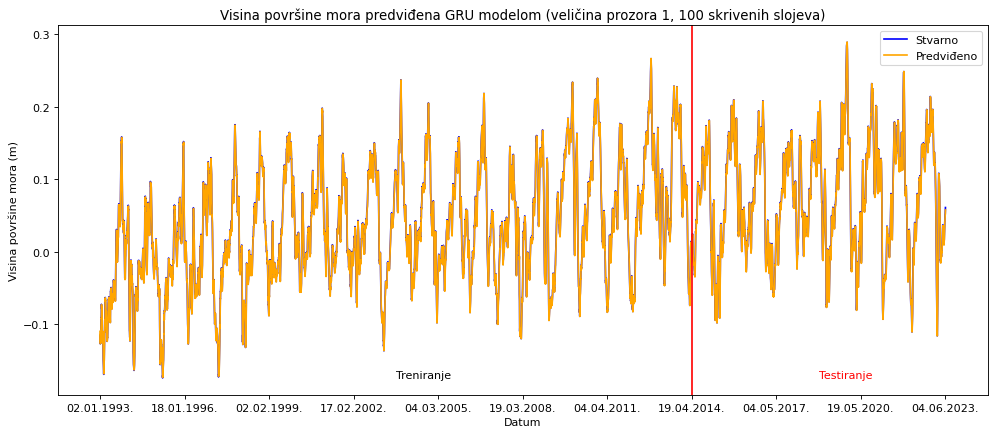 Visina površine mora predviđena GRU modelom (veličina prozora 1, 100 skrivenih slojeva)
Stvarno
Predviđeno
Visina površine mora (m)
0.3
0.2
0.1
0.0
−0.1
Treniranje
Testiranje
02.01.1993. 18.01.1996. 02.02.1999. 17.02.2002. 04.03.2005. 19.03.2008. 04.04.2011. 19.04.2014. 04.05.2017. 19.05.2020. 04.06.2023.
Datum